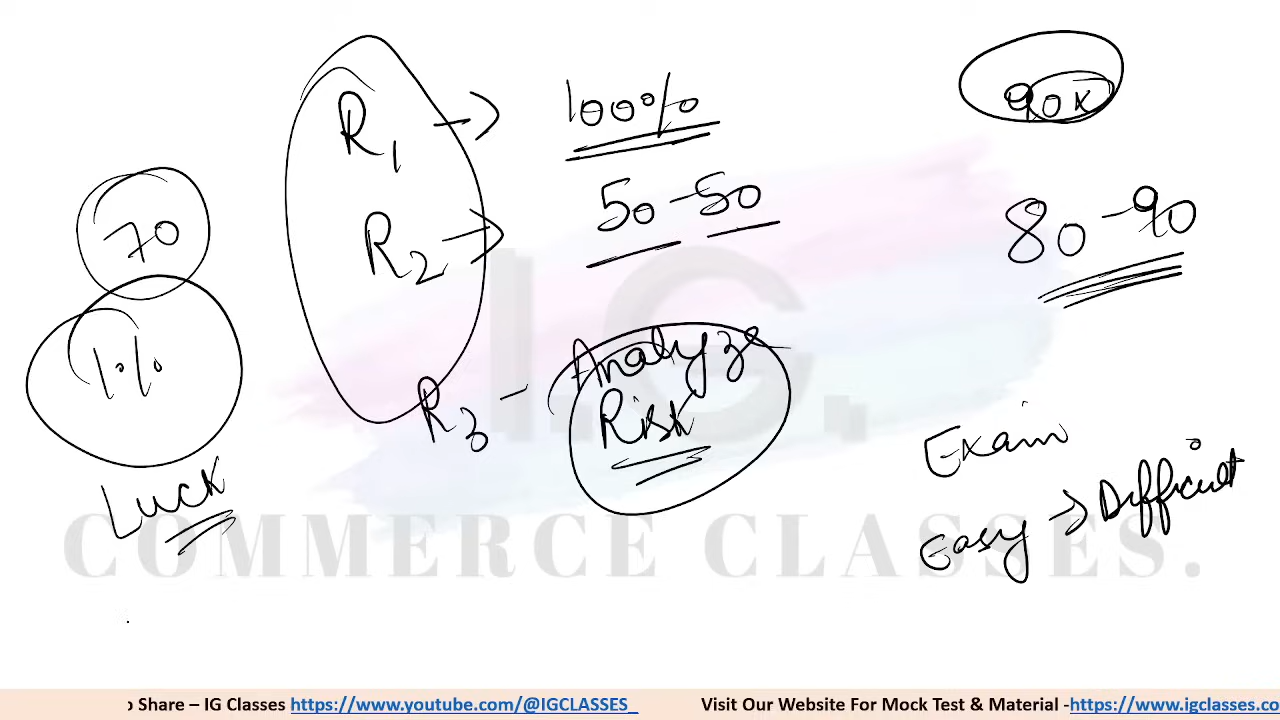 R1 → 100%
90x
R2 → 50-50
80-90
70
1%
Luck
R3 - Analyze
Risk
Exam
Easy → Difficult
I.G.
COMMERCE CLASSES.
o Share – IG Classes https://www.youtube.com/@IGCLASSES_ Visit Our Website For Mock Test & Material -https://www.igclasses.co